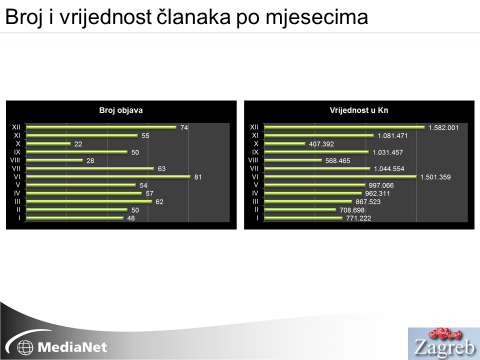 Broj i vrijednost članaka po mjesecima
Broj objava
XII 74
XI 55
X 22
IX 50
VIII 28
VII 63
VI 81
V 54
IV 57
III 62
II 50
I 48
Vrijednost u Kn
XII 1.582.001
XI 1.081.471
X 407.392
IX 1.031.457
VIII 568.465
VII 1.044.554
VI 1.501.359
V 997.066
IV 962.311
III 867.523
II 708.698
I 771.222
MediaNet
Zagreb